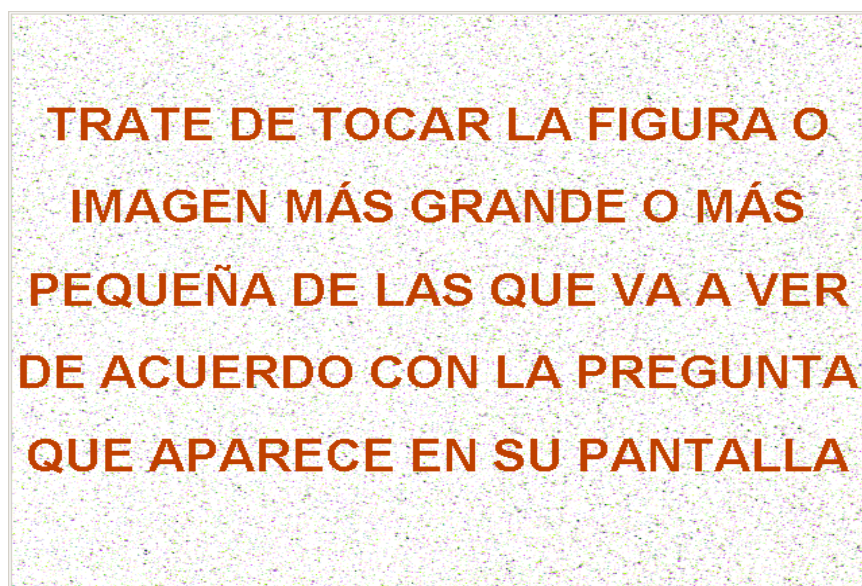 TRATE DE TOCAR LA FIGURA O
IMAGEN MÁS GRANDE O MÁS
PEQUEÑA DE LAS QUE VA A VER
DE ACUERDO CON LA PREGUNTA
QUE APARECE EN SU PANTALLA